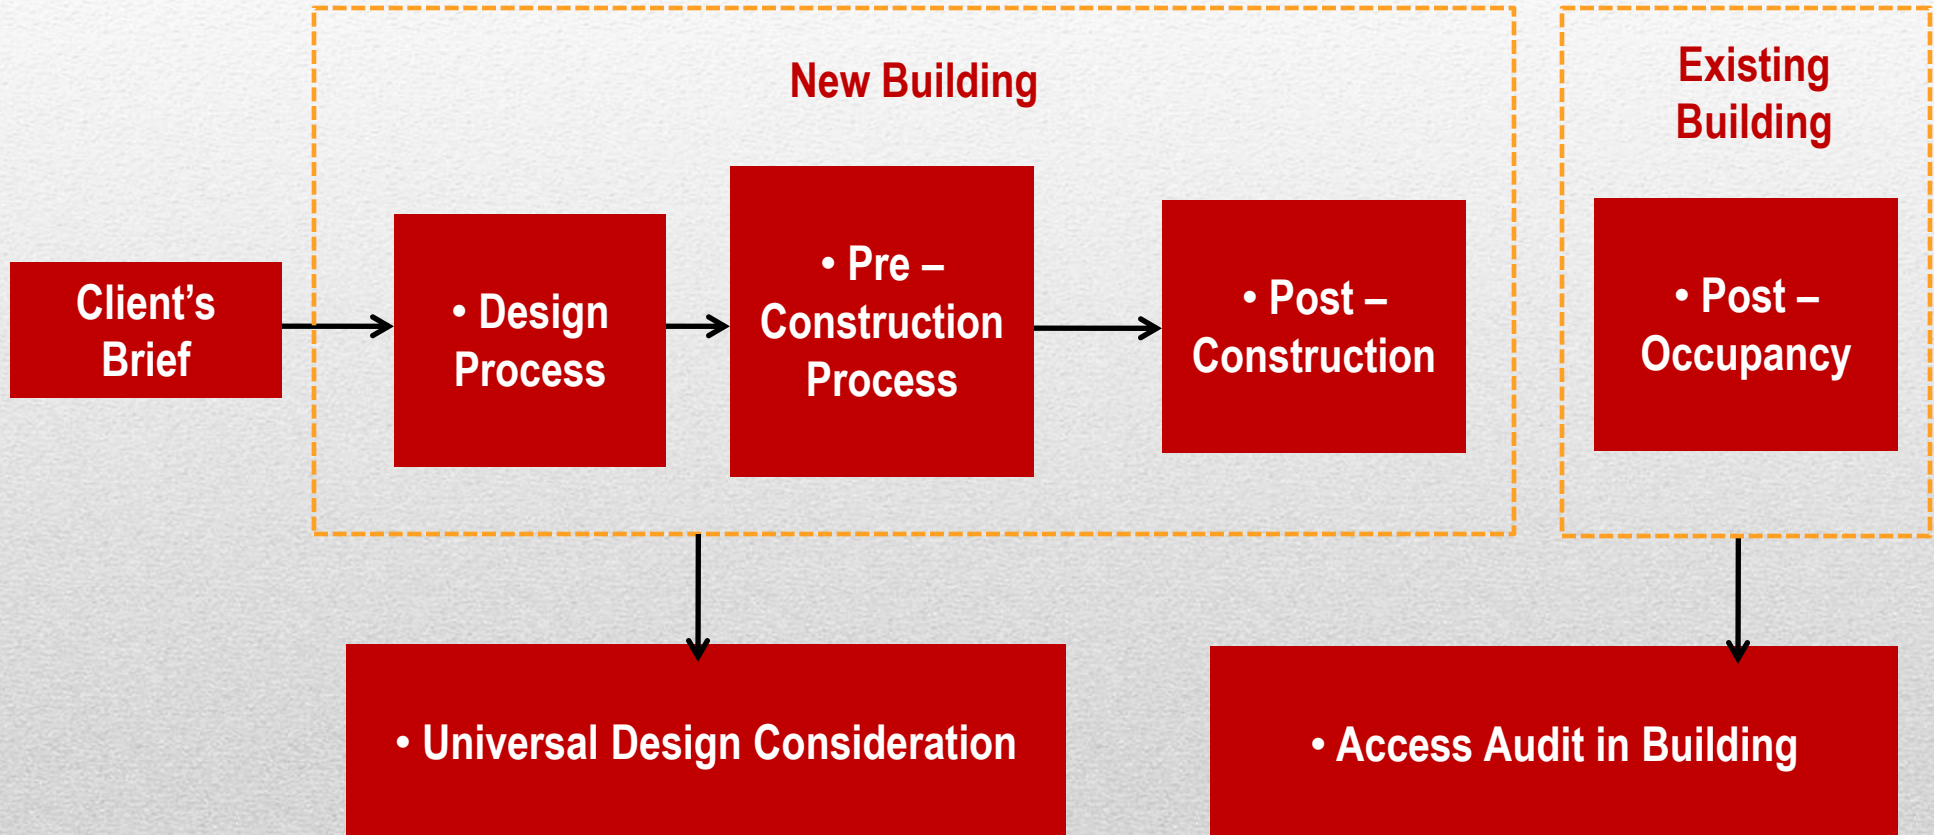 New Building
Existing
Building
Client’s
Brief
• Design
Process
• Pre –
Construction
Process
• Post –
Construction
• Post –
Occupancy
• Universal Design Consideration
• Access Audit in Building